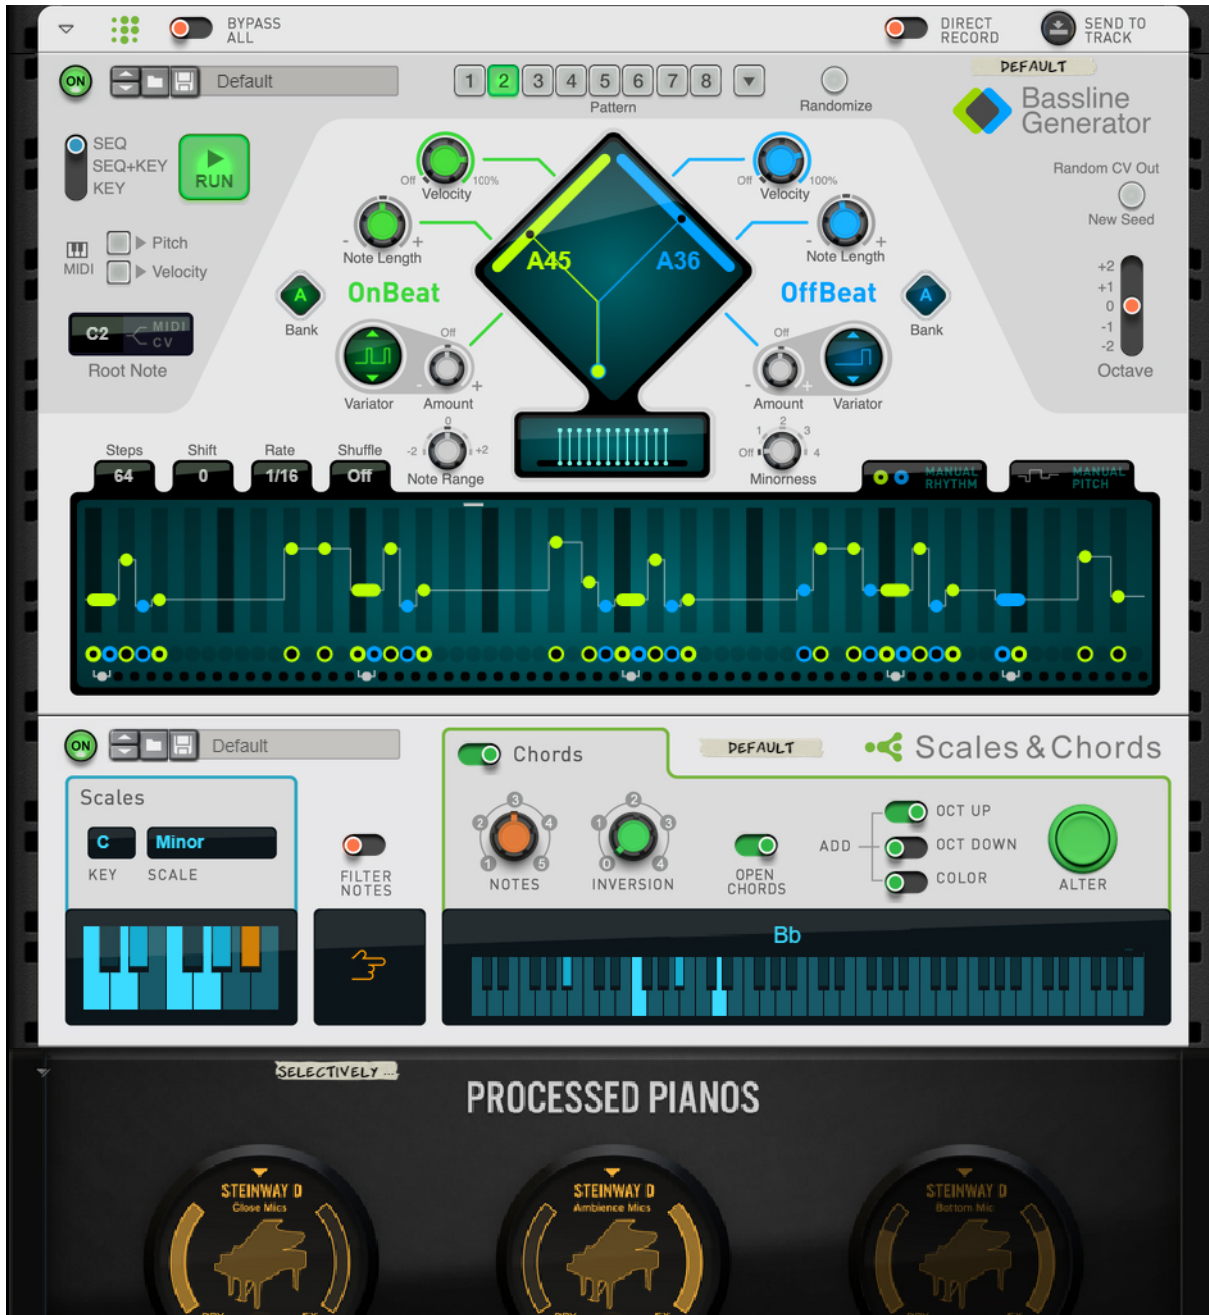 BYPASS
ALL
DIRECT
RECORD
SEND TO
TRACK
ON
Default
1 2 3 4 5 6 7 8
Pattern
Randomize
DEFAULT
Bassline
Generator
SEQ
SEQ+KEY
KEY
RUN
Off
100%
Velocity
Off
100%
Velocity
Random CV Out
New Seed
MIDI
Pitch
Velocity
- +
Note Length
- +
Note Length
A45
A36
OnBeat
OffBeat
A
Bank
A
Bank
+2
+1
0
-1
-2
Octave
C2
MIDI
CV
Root Note
Off
- +
Variator
Amount
Off
- +
Amount
Variator
Steps
64
Shift
0
Rate
1/16
Shuffle
Off
0
-2 +2
Note Range
1 2 3
Off 4
Minorness
MANUAL
RHYTHM
MANUAL
PITCH
ON
Default
Chords
DEFAULT
Scales & Chords
Scales
C
Minor
KEY
SCALE
FILTER
NOTES
1 2 3 4 5
NOTES
0 1 2 3 4
INVERSION
OPEN
CHORDS
ADD
OCT UP
OCT DOWN
COLOR
ALTER
Bb
SELECTIVELY ...
PROCESSED PIANOS
STEINWAY D
Close Mics
STEINWAY D
Ambience Mics
STEINWAY D
Bottom Mic